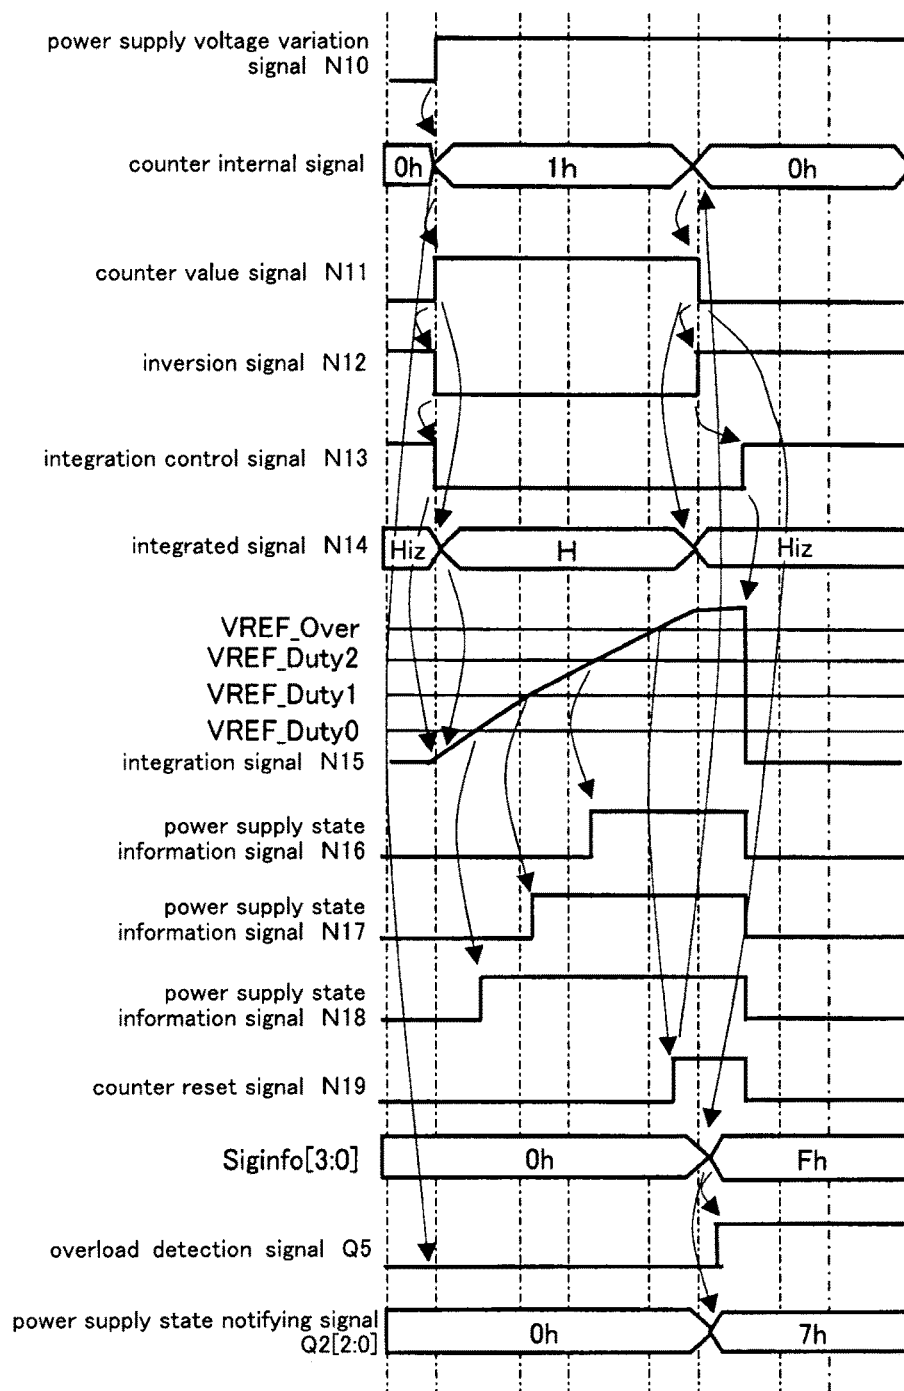 power supply voltage variation
signal N10
counter internal signal
0h 1h 0h
counter value signal N11
inversion signal N12
integration control signal N13
integrated signal N14
Hiz H Hiz
VREF_Over
VREF_Duty2
VREF_Duty1
VREF_Duty0
integration signal N15
power supply state
information signal N16
power supply state
information signal N17
power supply state
information signal N18
counter reset signal N19
Siginfo[3:0]
0h Fh
overload detection signal Q5
power supply state notifying signal
Q2[2:0]
0h 7h